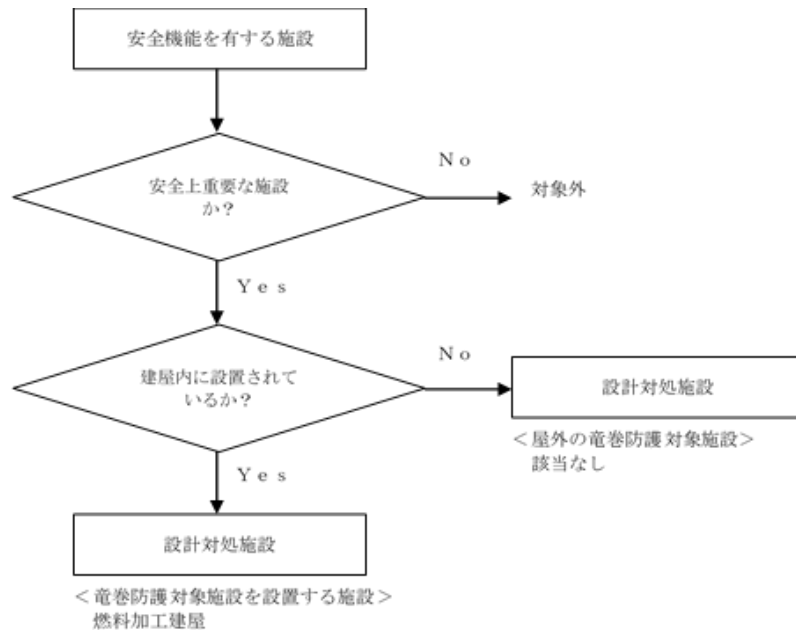 安全機能を有する施設
安全上重要な施設
か？
No
対象外
Yes
建屋内に設置されて
いるか？
No
設計対処施設
＜屋外の竜巻防護対象施設＞
該当なし
Yes
設計対処施設
＜竜巻防護対象施設を設置する施設＞
燃料加工建屋